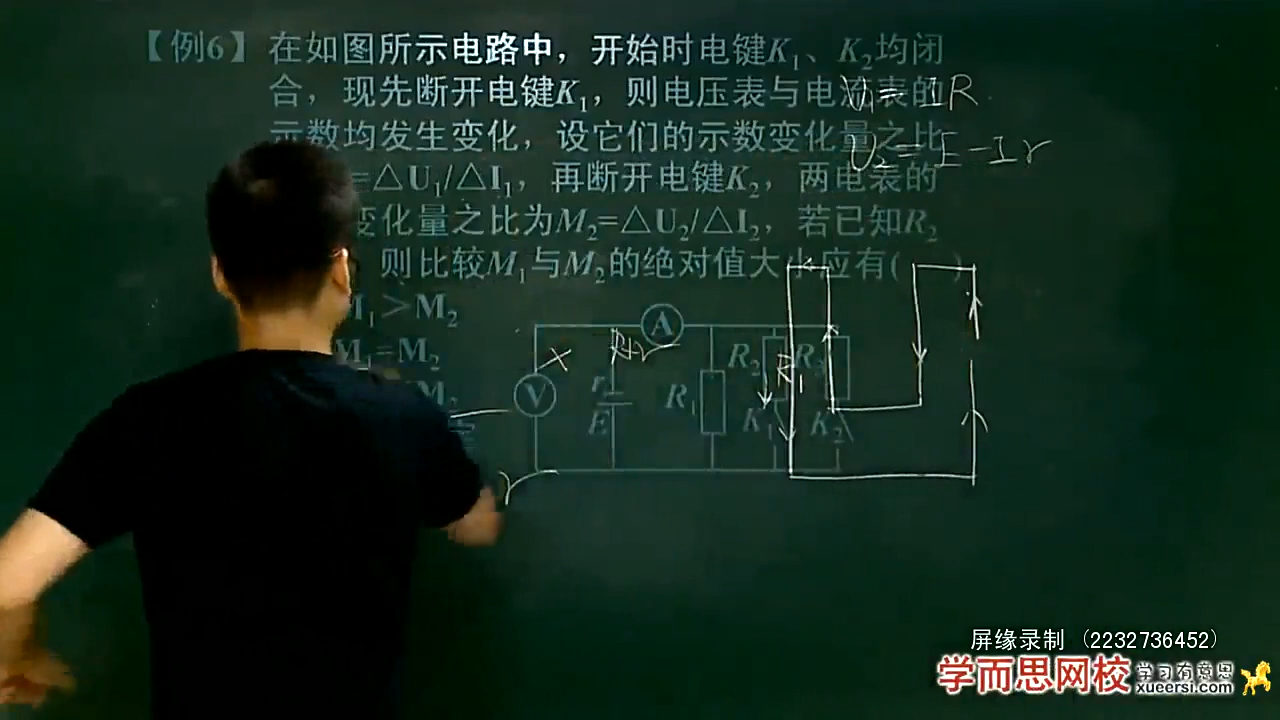 【例6】在如图所示电路中，开始时电键K₁、K₂均闭
合，现先断开电键K₁，则电压表与电流表的
示数均发生变化，设它们的示数变化量之比
=△U₁/△I₁，再断开电键K₂，两电表的
变化量之比为M₂=△U₂/△I₂，若已知R₂
则比较M₁与M₂的绝对值大小应有( )
M₁＞M₂
M₁=M₂
M₂
U₁= IR
U₂= E-Ir
A
V
r
E
R₁
R₂
R₃
K₁
K₂
R+r
R₁
屏缘录制 (2232736452)
学而思网校
学习有意思
xueersi.com